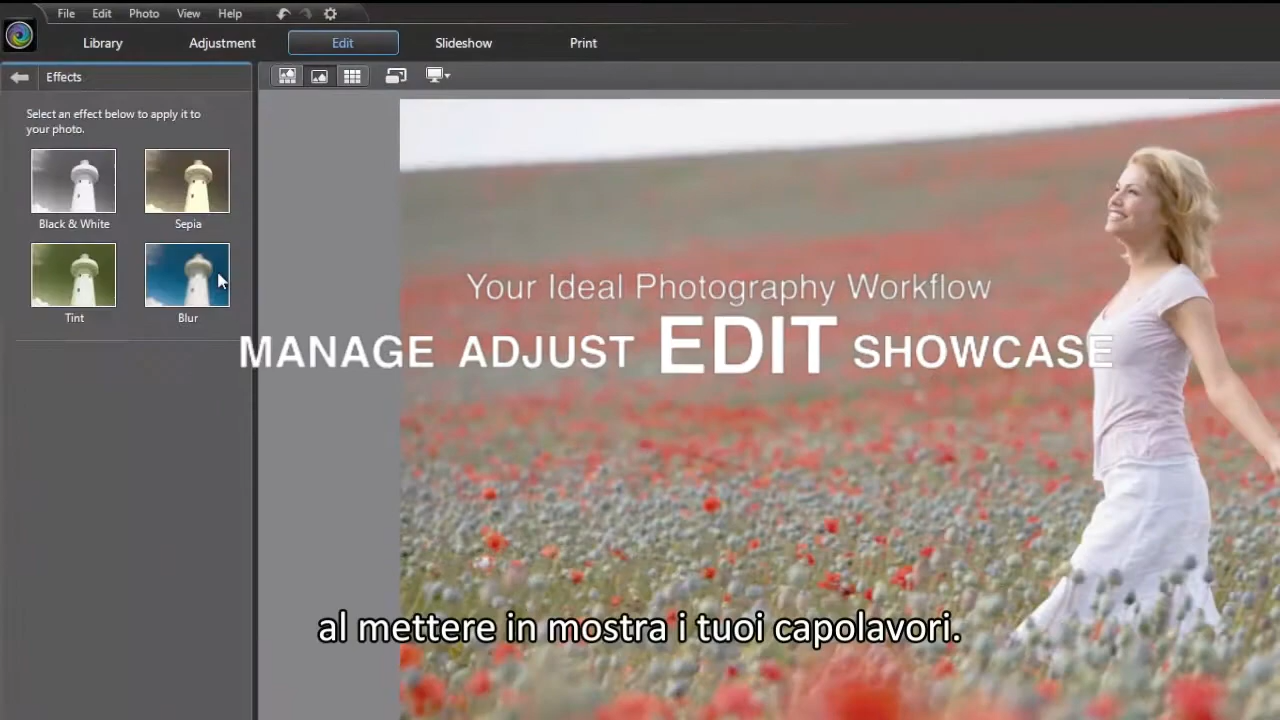 File Edit Photo View Help
Library Adjustment Edit Slideshow Print
Effects
Select an effect below to apply it to
your photo.
Black & White Sepia
Tint Blur
Your Ideal Photography Workflow
MANAGE ADJUST EDIT SHOWCASE
al mettere in mostra i tuoi capolavori.